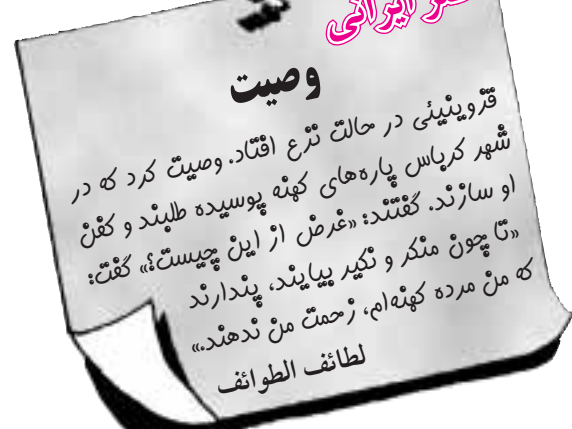 ایرانی
وصیت
قزوینیئی در حالت نزع افتاد. وصیت کرد که در
شهر کرباس پاره‌های کهنه پوسیده طلبند و کفن
او سازند. گفتند: «غرض از این چیست؟» گفت:
«تا چون منکر و نکیر بیایند، پندارند
که من مرده کهنه‌ام، زحمت من ندهند.»
لطائف الطوائف